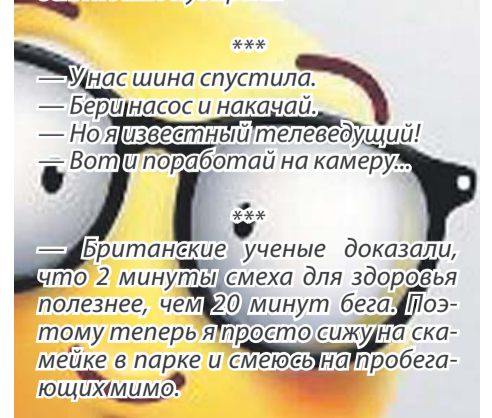 ***
— У нас шина спустила.
— Бери насос и накачай.
— Но я известный телеведущий!
— Вот и поработай на камеру...
***
— Британские ученые доказали,
что 2 минуты смеха для здоровья
полезнее, чем 20 минут бега. Поэ-
тому теперь я просто сижу на ска-
мейке в парке и смеюсь на пробега-
ющих мимо.